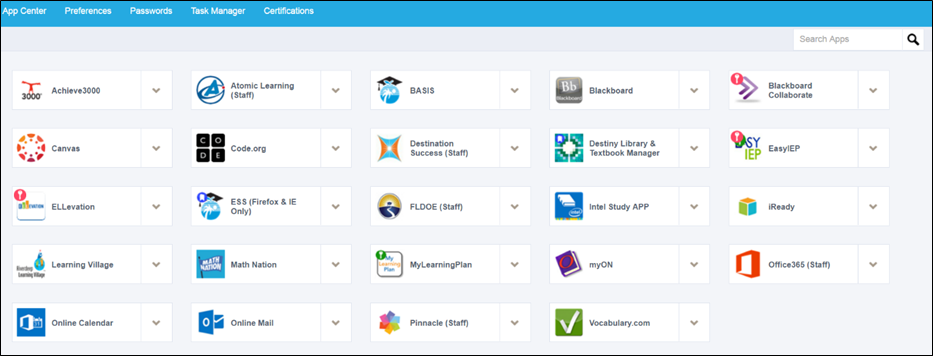 App Center Preferences Passwords Task Manager Certifications
Search Apps
3000 Achieve3000
Atomic Learning
(Staff)
BASIS
Bb
Blackboard
Blackboard
Blackboard
Collaborate
Canvas
C O
D E
Code.org
Destination
Success (Staff)
Destiny Library &
Textbook Manager
EASY
IEP
EasyIEP
ELLevation
ESS (Firefox & IE
Only)
FLDOE (Staff)
intel
Intel Study APP
iReady
Learning Village
MATH
NATION
Math Nation
My
Learning
Plan
MyLearningPlan
myON
Office365 (Staff)
Online Calendar
Online Mail
Pinnacle (Staff)
Vocabulary.com